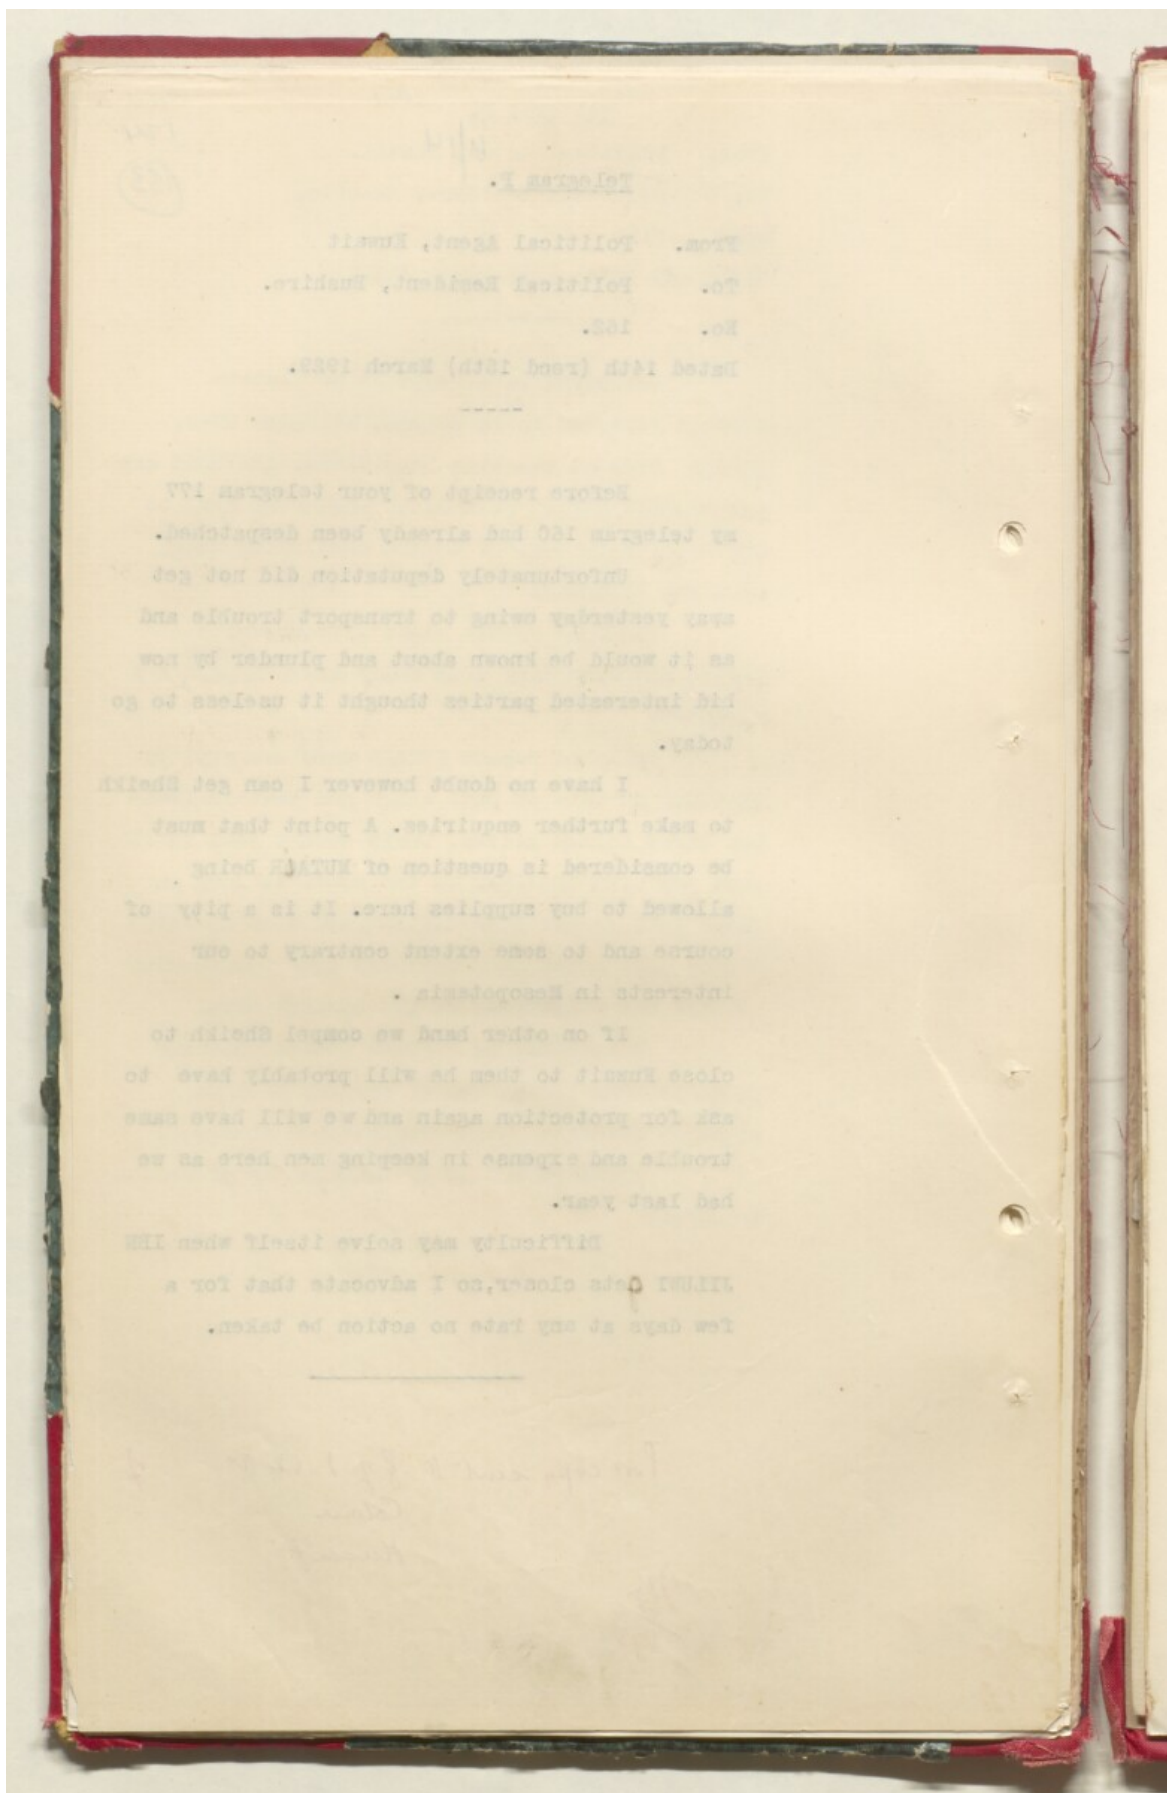 Telegram P.
From. Political Agent, Kuwait
To. Political Resident, Bushire.
No. 162.
Dated 14th (recd 15th) March 1929.
-----
Before receipt of your telegram 177
my telegram 160 had already been despatched.
Unfortunately deputation did not get
away yesterday owing to transport trouble and
as it would be known about and plunder by now
hid interested parties thought it useless to go
today.
I have no doubt however I can get Sheikh
to make further enquiries. A point that must
be considered is question of MUTAIR being
allowed to buy supplies here. It is a pity of
course and to some extent contrary to our
interests in Mesopotamia .
If on other hand we compel Sheikh to
close Kuwait to them he will probably have to
ask for protection again and we will have same
trouble and expense in keeping men here as we
had last year.
Difficulty may solve itself when IBN
JILUWI gets closer,so I advocate that for a
few days at any rate no action be taken.